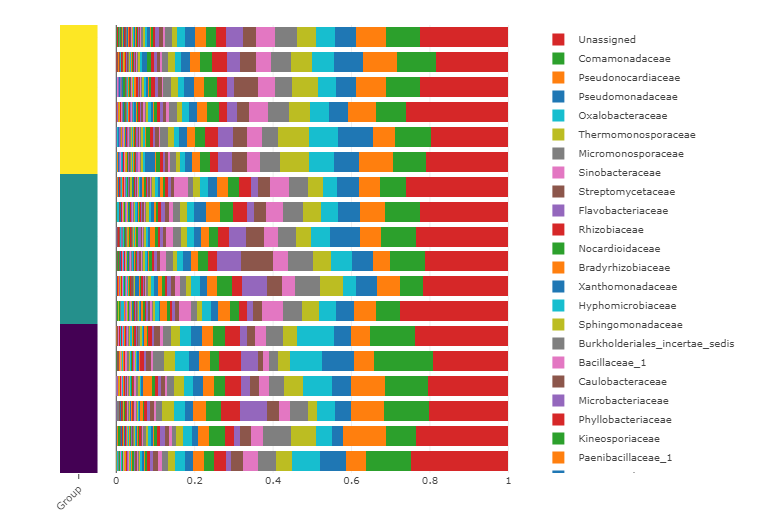 Unassigned
Comamonadaceae
Pseudonocardiaceae
Pseudomonadaceae
Oxalobacteraceae
Thermomonosporaceae
Micromonosporaceae
Sinobacteraceae
Streptomycetaceae
Flavobacteriaceae
Rhizobiaceae
Nocardioidaceae
Bradyrhizobiaceae
Xanthomonadaceae
Hyphomicrobiaceae
Sphingomonadaceae
Burkholderiales_incertae_sedis
Bacillaceae_1
Caulobacteraceae
Microbacteriaceae
Phyllobacteriaceae
Kineosporiaceae
Paenibacillaceae_1
0 0.2 0.4 0.6 0.8 1
Group